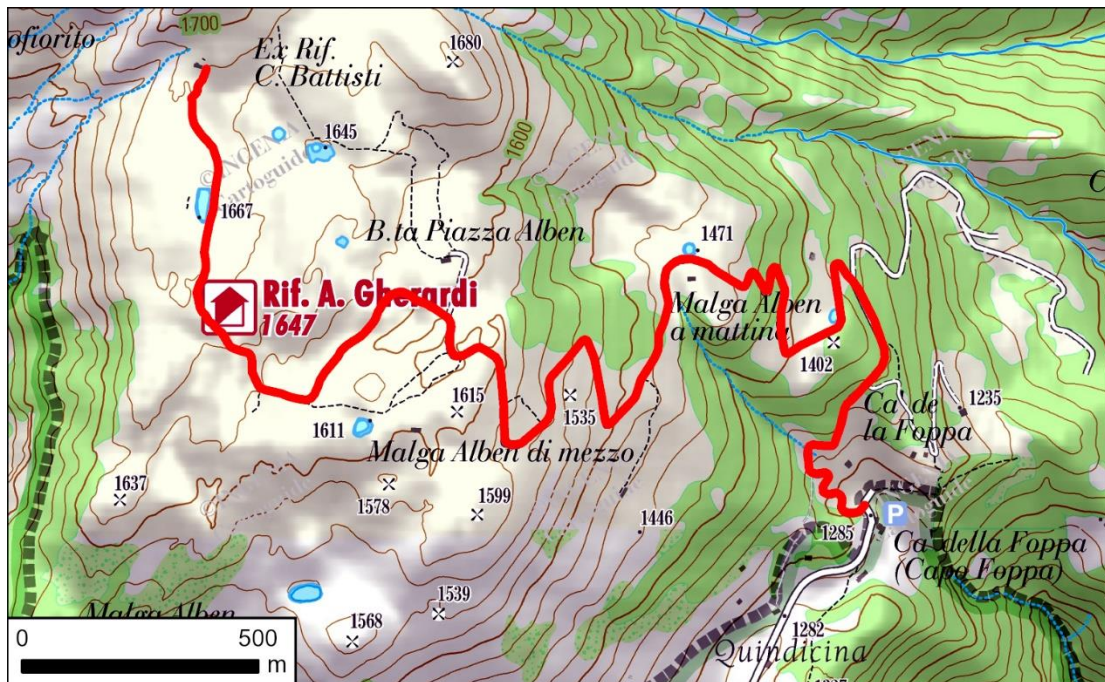 1700
ofiorito
Ex Rif.
C. Battisti
1680
1645
1600
1667
B.ta Piazza Alben
1471
C
Rif. A. Gherardi
1647
Malga Alben
a mattina
1402
1615
1535
1235
Ca de
la Foppa
1611
Malga Alben di mezzo
1637
1578
1599
1446
1285
P
Ca della Foppa
(Capo Foppa)
Malga Alben
1539
1568
1282
Quindicina
0 500
m